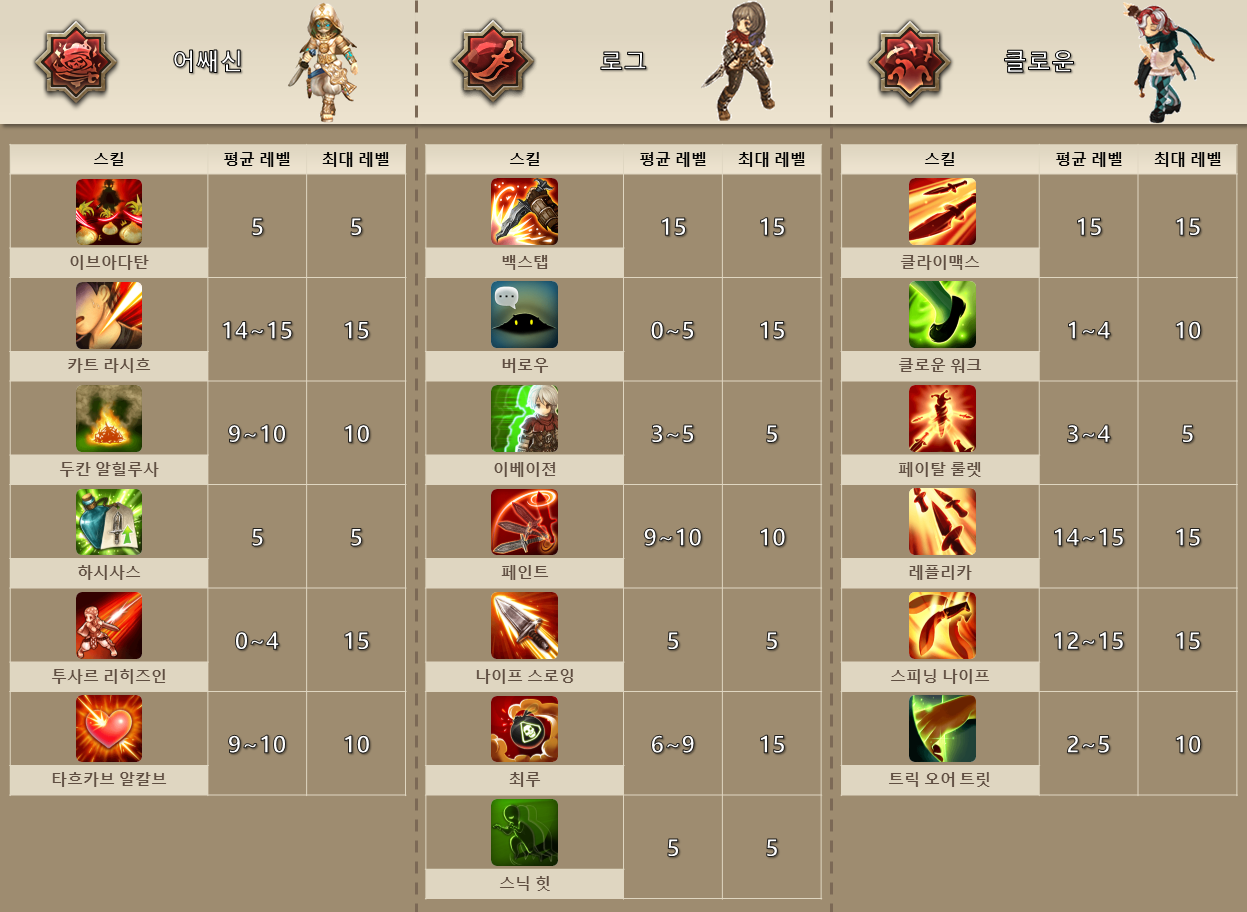 어쌔신
로그
클로운
스킬 평균 레벨 최대 레벨
이브아다탄 5 5
카트 라시흐 14~15 15
두칸 알힐루사 9~10 10
하시사스 5 5
투사르 리히즈인 0~4 15
타흐카브 알칼브 9~10 10
스킬 평균 레벨 최대 레벨
백스탭 15 15
버로우 0~5 15
이베이젼 3~5 5
페인트 9~10 10
나이프 스로잉 5 5
최루 6~9 15
스닉 힛 5 5
스킬 평균 레벨 최대 레벨
클라이맥스 15 15
클로운 워크 1~4 10
페이탈 룰렛 3~4 5
레플리카 14~15 15
스피닝 나이프 12~15 15
트릭 오어 트릿 2~5 10